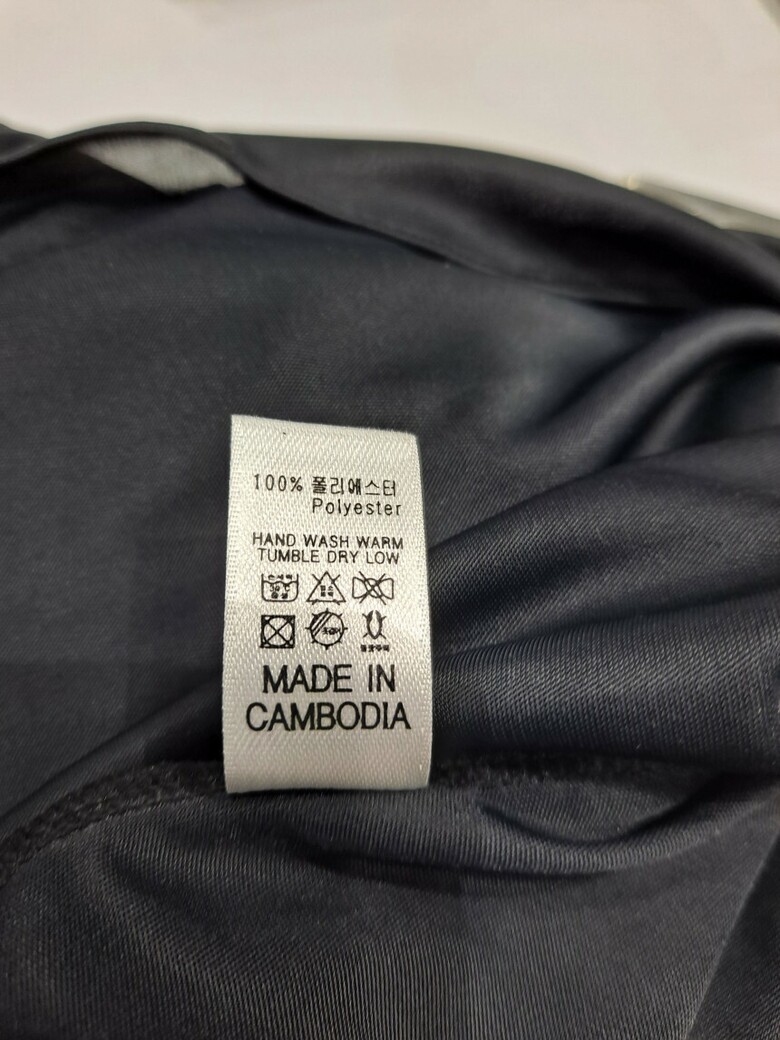 100% 폴리에스터
Polyester
HAND WASH WARM
TUMBLE DRY LOW
MADE IN
CAMBODIA